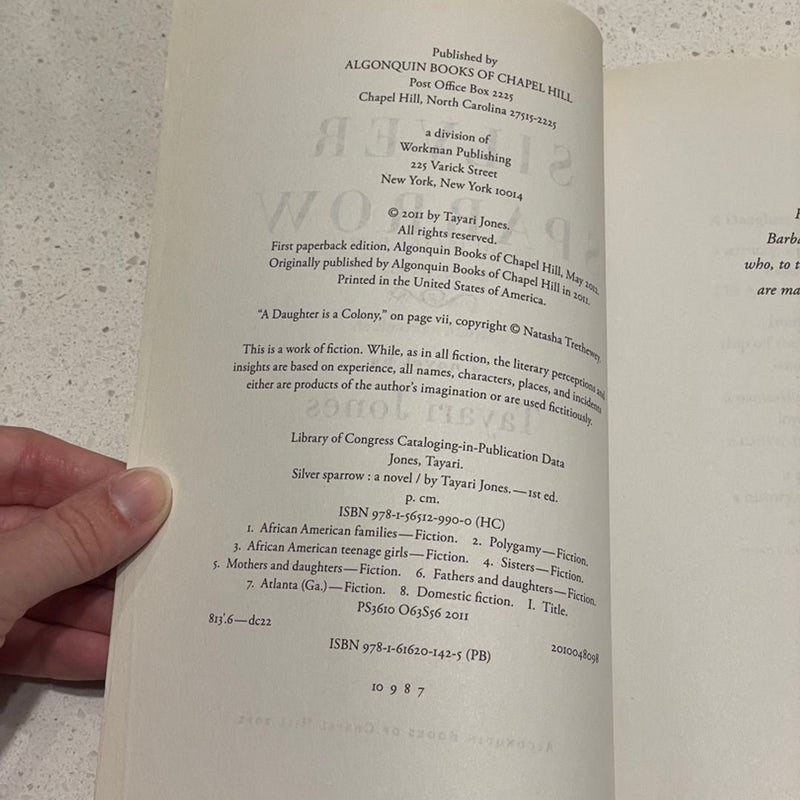 Published by
ALGONQUIN BOOKS OF CHAPEL HILL
Post Office Box 2225
Chapel Hill, North Carolina 27515-2225
a division of
Workman Publishing
225 Varick Street
New York, New York 10014
© 2011 by Tayari Jones.
All rights reserved.
First paperback edition, Algonquin Books of Chapel Hill, May 2012.
Originally published by Algonquin Books of Chapel Hill in 2011.
Printed in the United States of America.
“A Daughter is a Colony,” on page vii, copyright © Natasha Trethewey.
This is a work of fiction. While, as in all fiction, the literary perceptions and
insights are based on experience, all names, characters, places, and incidents
either are products of the author’s imagination or are used fictitiously.
Library of Congress Cataloging-in-Publication Data
Jones, Tayari.
Silver sparrow : a novel / by Tayari Jones.—1st ed.
p. cm.
ISBN 978-1-56512-990-0 (HC)
1. African American families—Fiction. 2. Polygamy—Fiction.
3. African American teenage girls—Fiction. 4. Sisters—Fiction.
5. Mothers and daughters—Fiction. 6. Fathers and daughters—Fiction.
7. Atlanta (Ga.)—Fiction. 8. Domestic fiction. I. Title.
PS3610 O63S56 2011
813'.6—dc22 2010048098
ISBN 978-1-61620-142-5 (PB)
10 9 8 7
who, to t
are ma